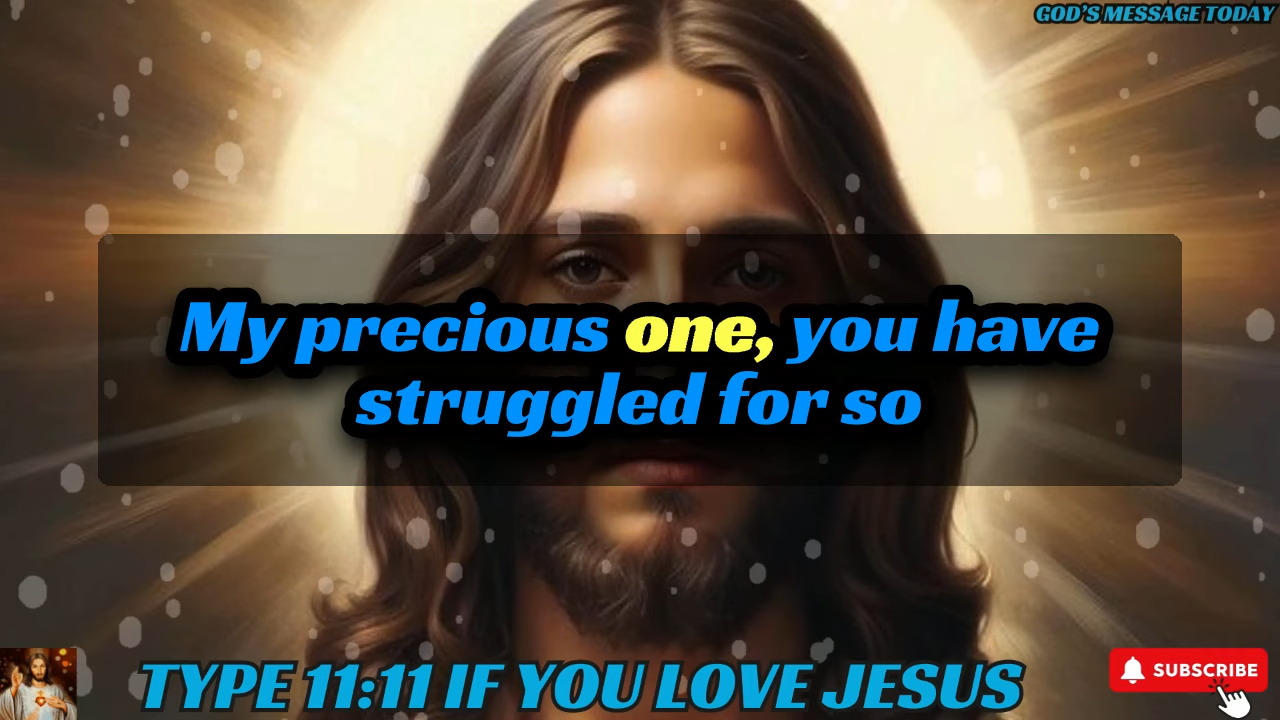 GOD'S MESSAGE TODAY
My precious one, you have
struggled for so
TYPE 11:11 IF YOU LOVE JESUS
SUBSCRIBE